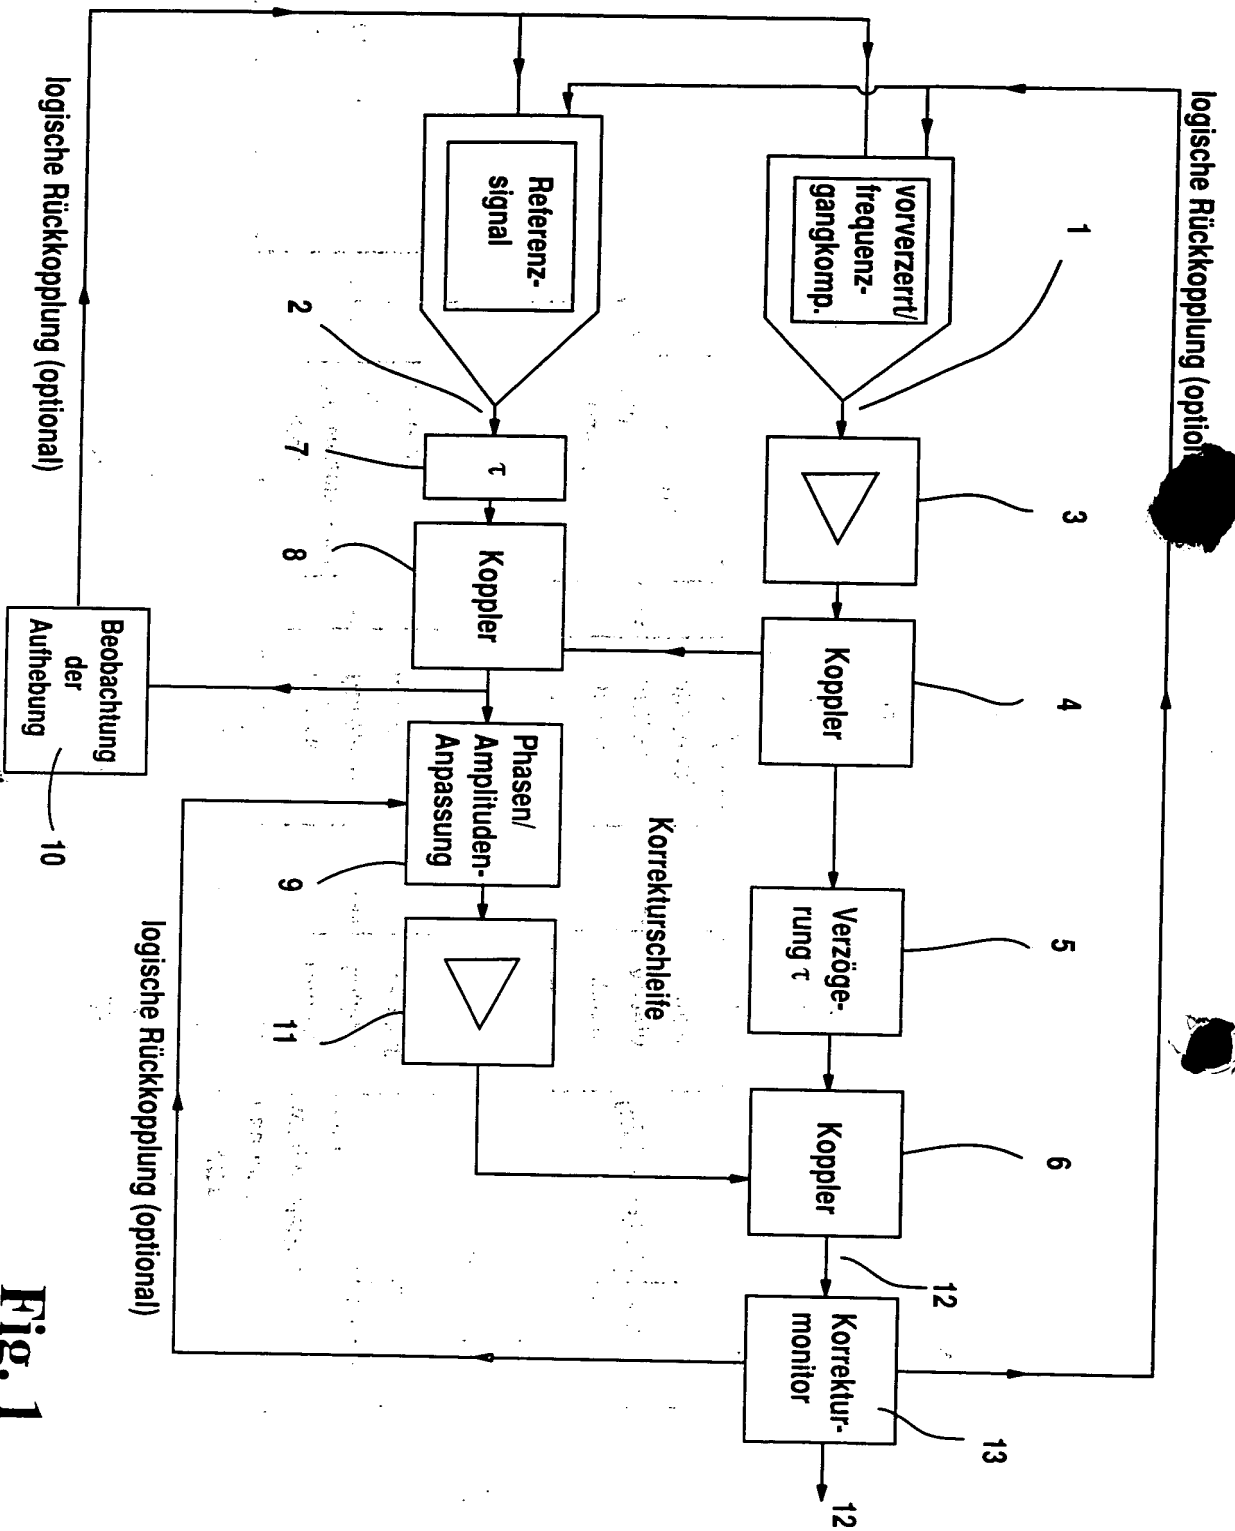 logische Rückkopplung (option
1
3
4
5
6
12
13
12
vorverzerrt/
frequenz-
gangkomp.
Koppler
Verzöge-
rung τ
Koppler
Korrektur-
monitor
Korrekturschleife
Referenz-
signal
τ
Koppler
Phasen/
Amplituden-
Anpassung
2
7
8
9
11
logische Rückkopplung (optional)
Beobachtung
der
Aufhebung
10
logische Rückkopplung (optional)
Fig. 1